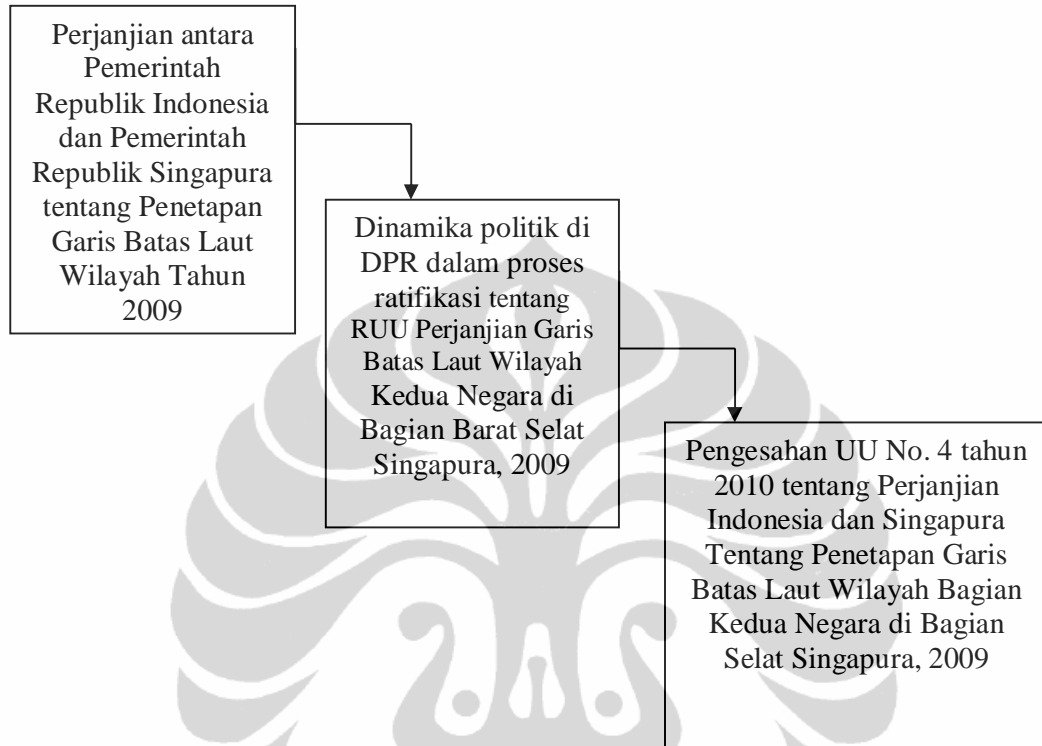 Perjanjian antara
Pemerintah
Republik Indonesia
dan Pemerintah
Republik Singapura
tentang Penetapan
Garis Batas Laut
Wilayah Tahun
2009
Dinamika politik di
DPR dalam proses
ratifikasi tentang
RUU Perjanjian Garis
Batas Laut Wilayah
Kedua Negara di
Bagian Barat Selat
Singapura, 2009
Pengesahan UU No. 4 tahun
2010 tentang Perjanjian
Indonesia dan Singapura
Tentang Penetapan Garis
Batas Laut Wilayah Bagian
Kedua Negara di Bagian
Selat Singapura, 2009